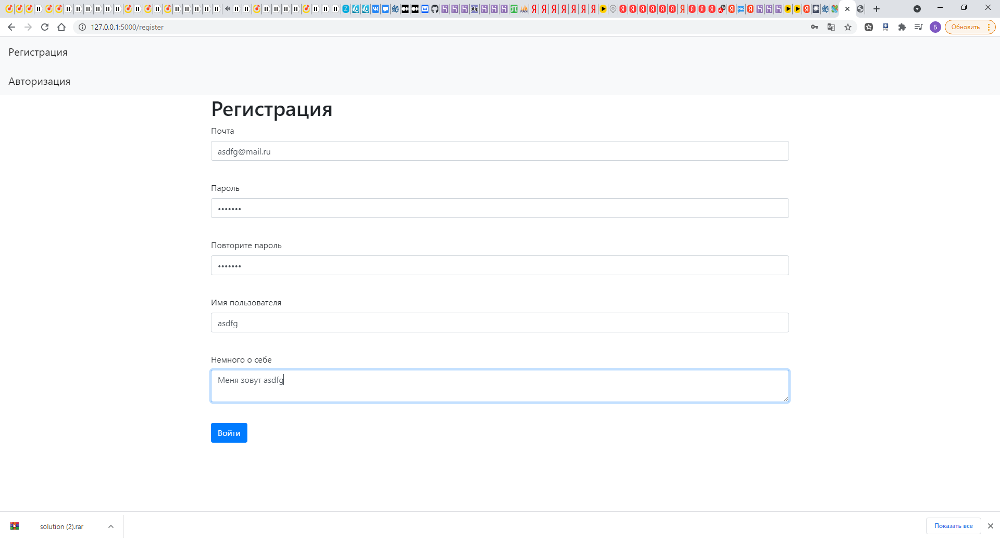 127.0.0.1:5000/register
Б
Обновить
Регистрация
Авторизация
Регистрация
Почта
asdfg@mail.ru
Пароль
•••••••
Повторите пароль
•••••••
Имя пользователя
asdfg
Немного о себе
Меня зовут asdfg
Войти
solution (2).rar
Показать все